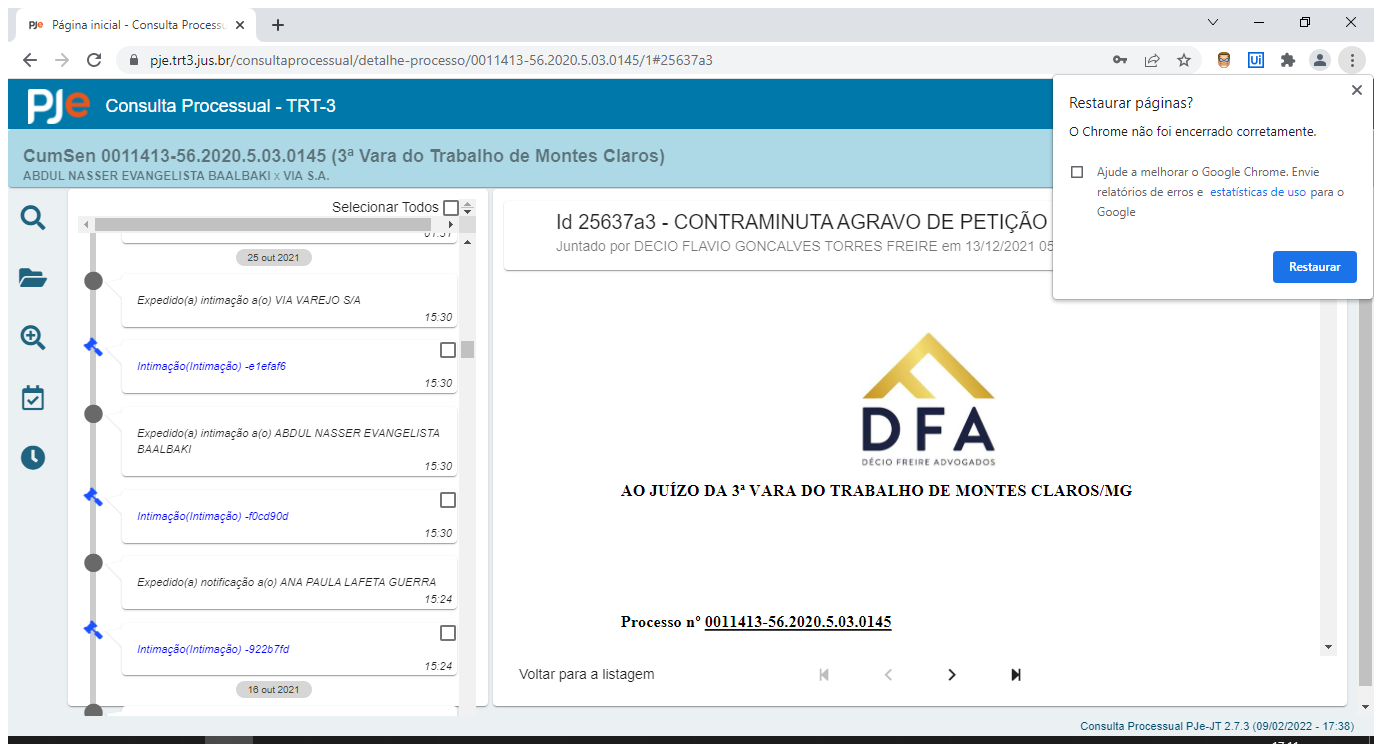 PJe Página inicial - Consulta Process
pje.trt3.jus.br/consultaprocessual/detalhe-processo/0011413-56.2020.5.03.0145/1#25637a3
Ui
PJe Consulta Processual - TRT-3
CumSen 0011413-56.2020.5.03.0145 (3ª Vara do Trabalho de Montes Claros)
ABDUL NASSER EVANGELISTA BAALBAKI x VIA S.A.
Restaurar páginas?
O Chrome não foi encerrado corretamente.
Ajude a melhorar o Google Chrome. Envie
relatórios de erros e estatísticas de uso para o
Google
Restaurar
Selecionar Todos
25 out 2021
Expedido(a) intimação a(o) VIA VAREJO S/A
15:30
Intimação(Intimação) -e1efaf6
15:30
Expedido(a) intimação a(o) ABDUL NASSER EVANGELISTA
BAALBAKI
15:30
Intimação(Intimação) -f0cd90d
15:30
Expedido(a) notificação a(o) ANA PAULA LAFETA GUERRA
15:24
Intimação(Intimação) -922b7fd
15:24
16 out 2021
Id 25637a3 - CONTRAMINUTA AGRAVO DE PETIÇÃO
Juntado por DECIO FLAVIO GONCALVES TORRES FREIRE em 13/12/2021 05
DFA
DÉCIO FREIRE ADVOGADOS
AO JUÍZO DA 3ª VARA DO TRABALHO DE MONTES CLAROS/MG
Processo nº 0011413-56.2020.5.03.0145
Voltar para a listagem
Consulta Processual PJe-JT 2.7.3 (09/02/2022 - 17:38)